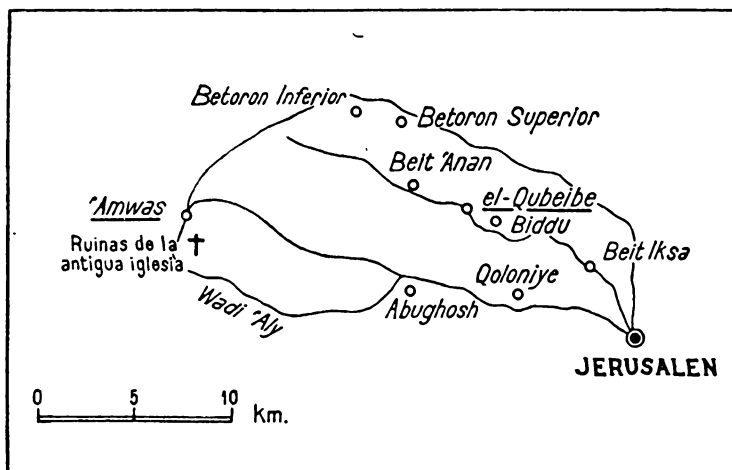 Betoron Inferior
Betoron Superior
Beit 'Anan
el-Qubeibe
Biddu
'Amwas
Ruinas de la
antigua iglesia
Beit Iksa
Qoloniye
Abughosh
Wadi 'Aly
JERUSALEN
0 5 10
Km.